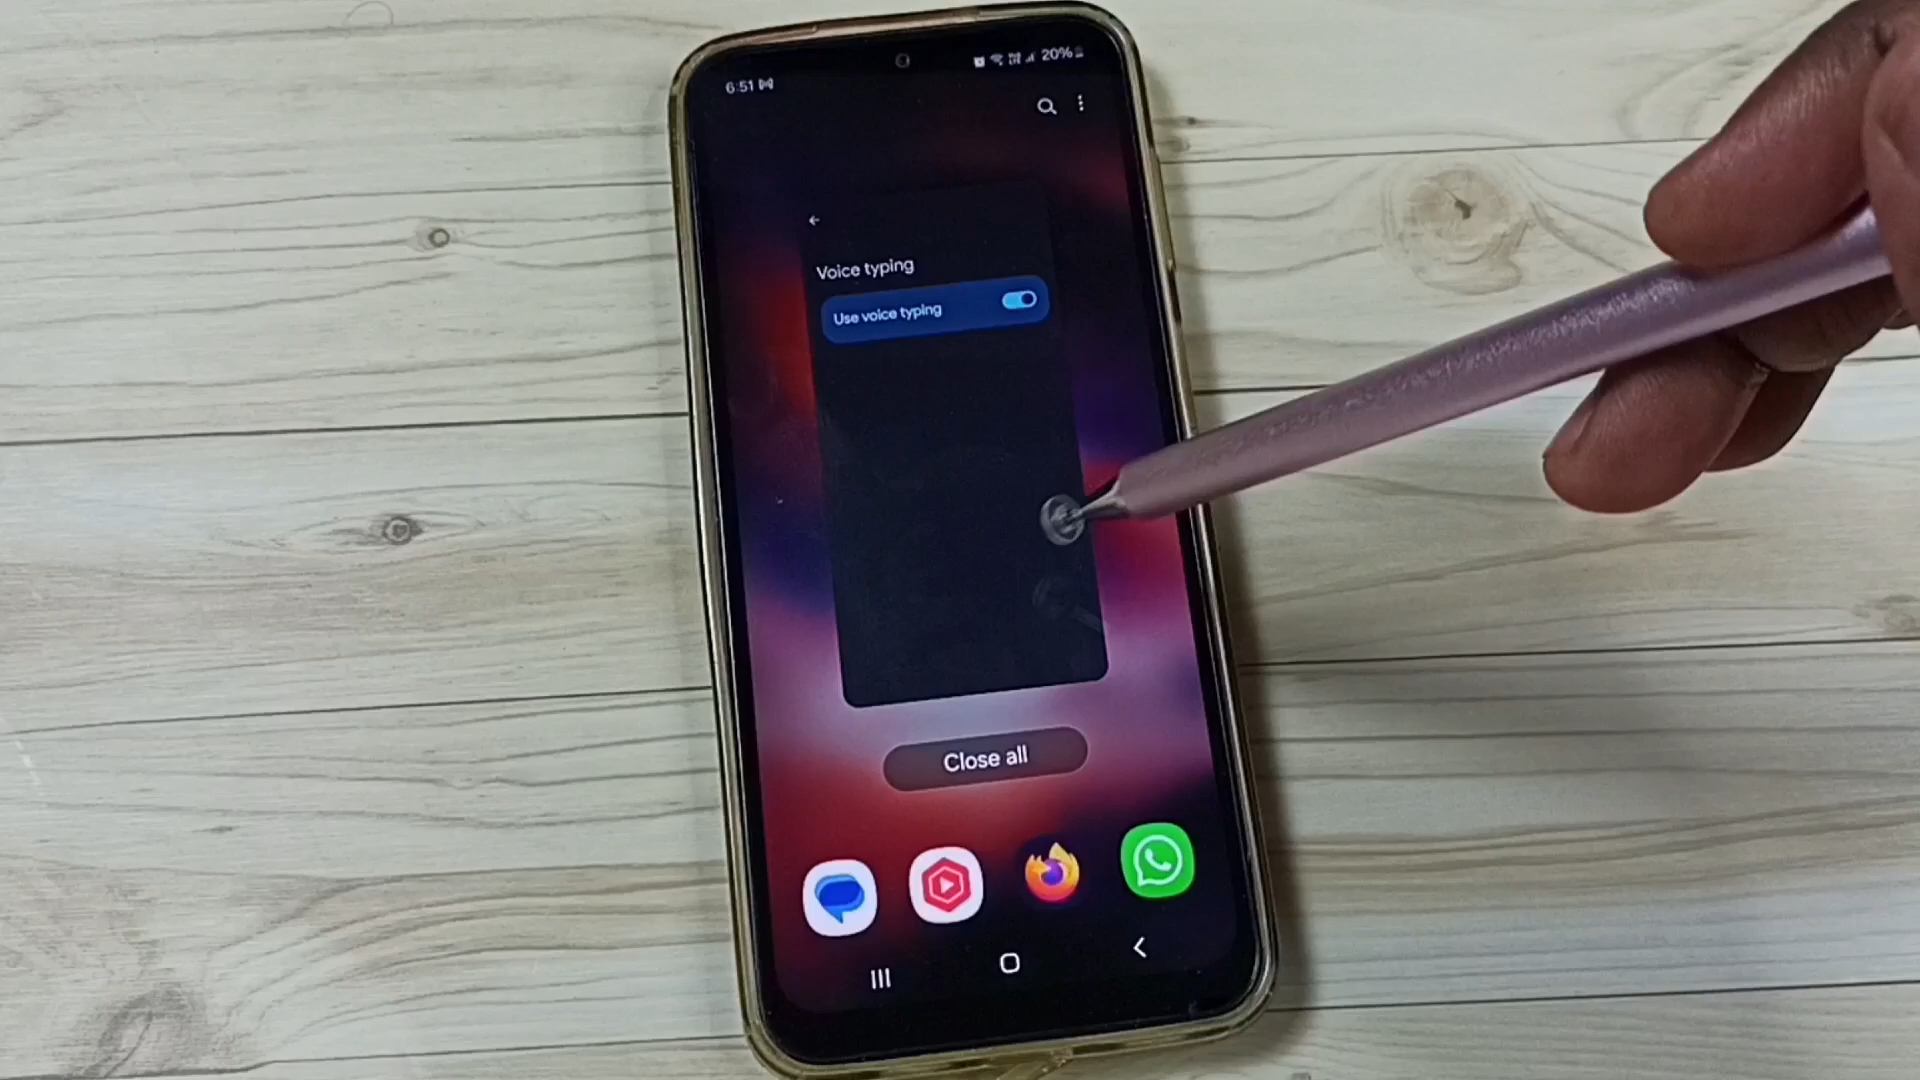 6:51
20%
Voice typing
Use voice typing
Close all